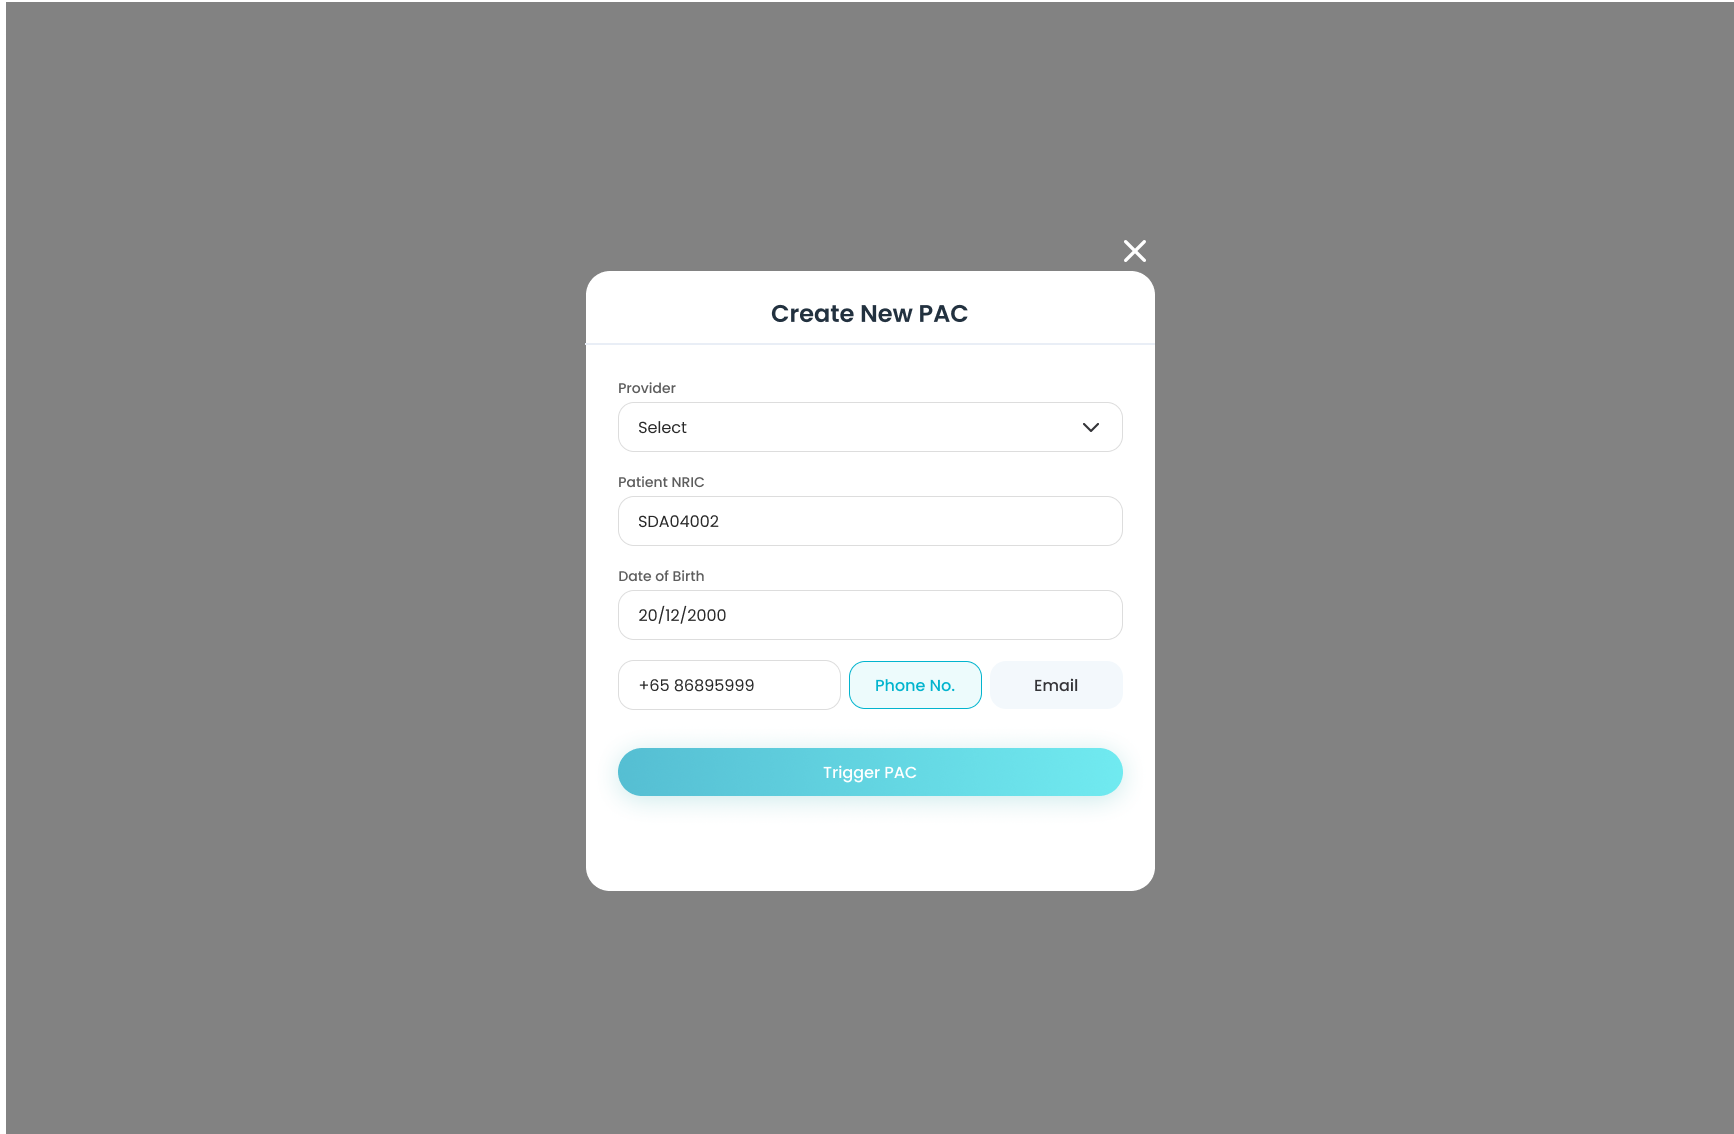 Create New PAC
Provider
Select
Patient NRIC
SDA04002
Date of Birth
20/12/2000
+65 86895999
Phone No.
Email
Trigger PAC